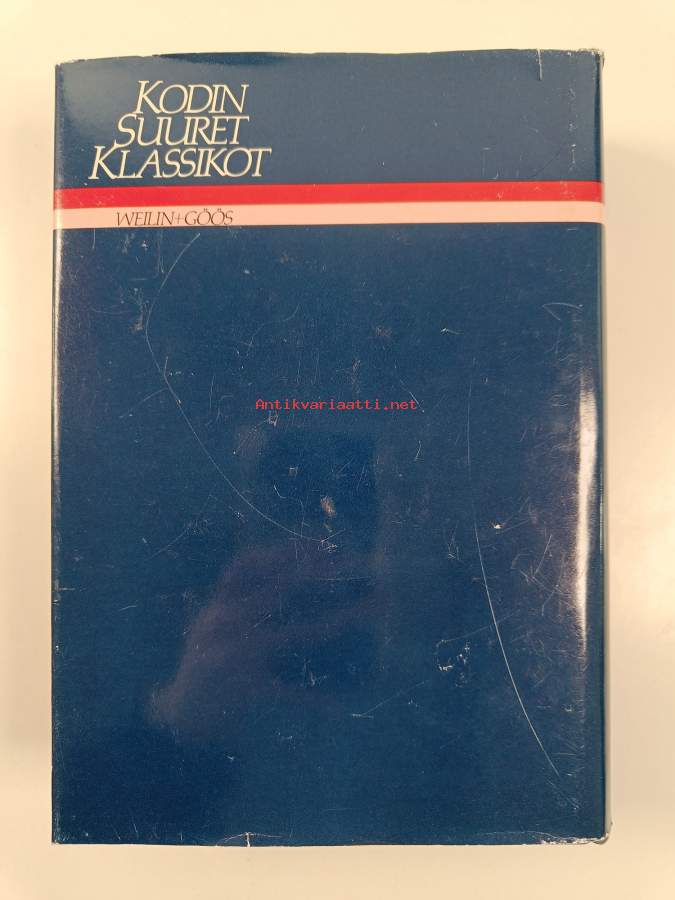 KODIN
SUURET
KLASSIKOT
WEILIN+GÖÖS
Antikvariaatti.net